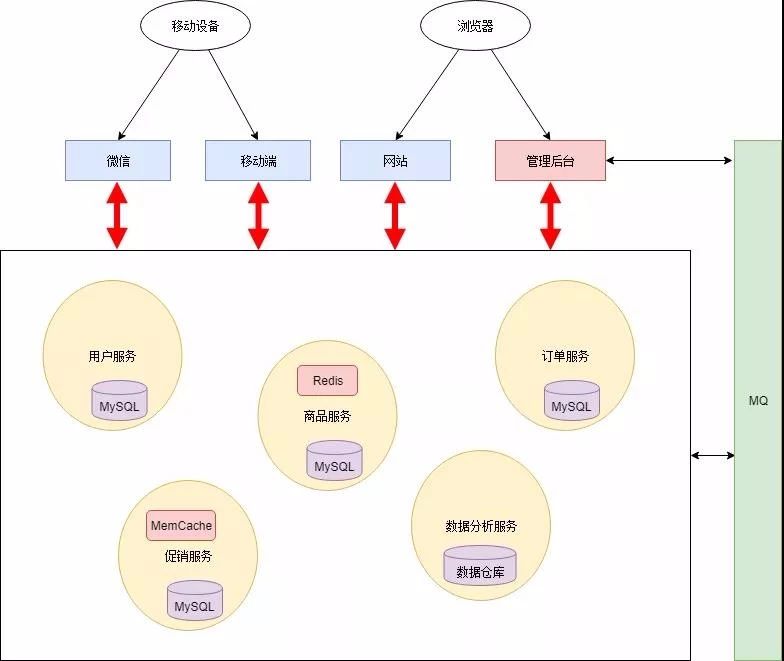 移动设备
浏览器
微信
移动端
网站
管理后台
用户服务
MySQL
Redis
商品服务
MySQL
订单服务
MySQL
MQ
MemCache
促销服务
MySQL
数据分析服务
数据仓库